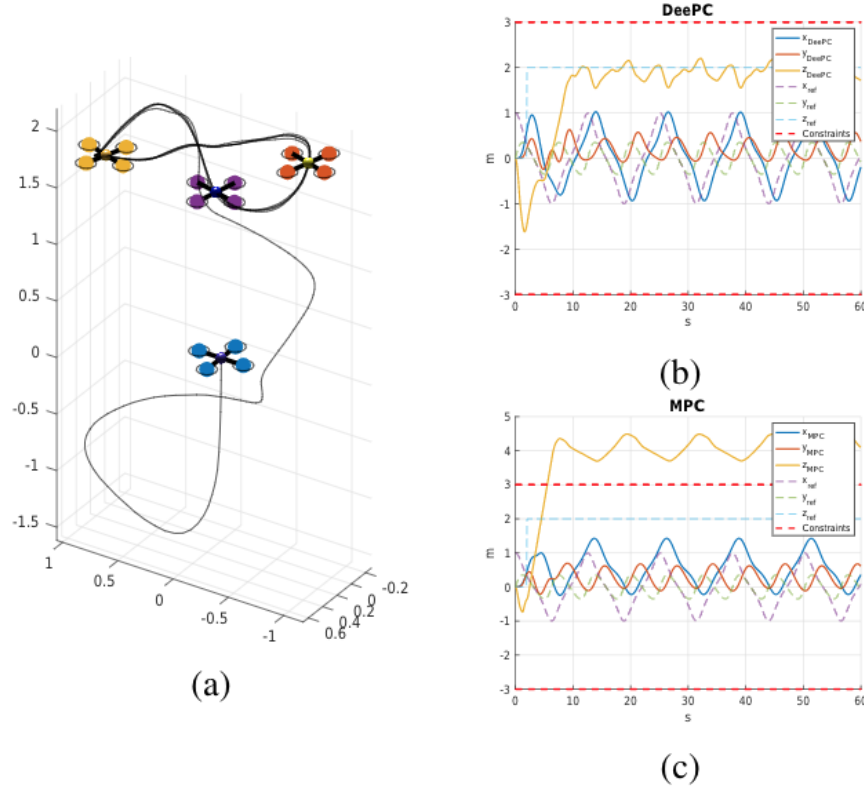 2
1.5
1
0.5
0
-0.5
-1
-1.5
1
0.5
0
-0.5
-1
-0.2
0
0.2
0.4
0.6
(a)
DeePC
3
2
1
0
-1
-2
-3
m
0 10 20 30 40 50 60
s
x_DeePC
y_DeePC
z_DeePC
x_ref
y_ref
z_ref
Constraints
(b)
MPC
5
4
3
2
1
0
-1
-2
-3
m
0 10 20 30 40 50 60
s
x_MPC
y_MPC
z_MPC
x_ref
y_ref
z_ref
Constraints
(c)